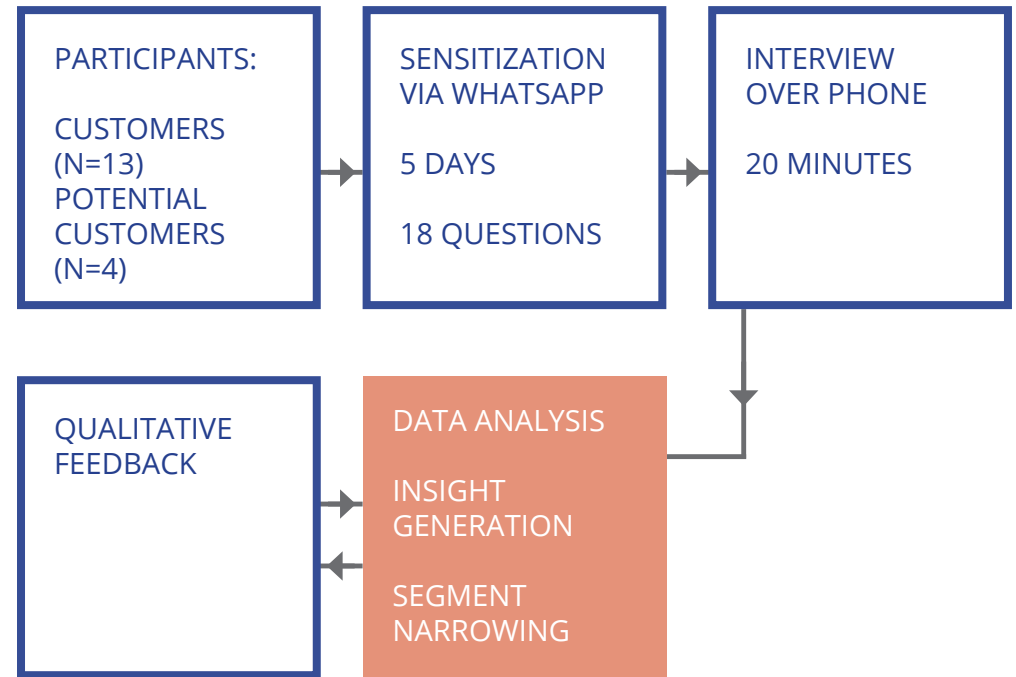 PARTICIPANTS:
CUSTOMERS
(N=13)
POTENTIAL
CUSTOMERS
(N=4)
SENSITIZATION
VIA WHATSAPP
5 DAYS
18 QUESTIONS
INTERVIEW
OVER PHONE
20 MINUTES
QUALITATIVE
FEEDBACK
DATA ANALYSIS
INSIGHT
GENERATION
SEGMENT
NARROWING